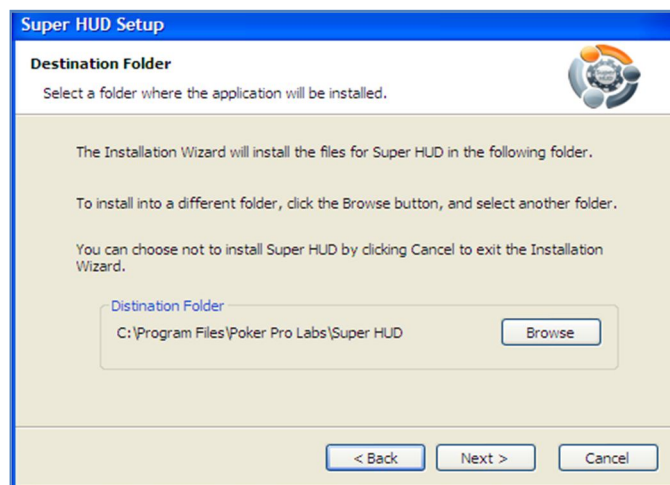 Super HUD Setup
Destination Folder
Select a folder where the application will be installed.
Super HUD
The Installation Wizard will install the files for Super HUD in the following folder.
To install into a different folder, click the Browse button, and select another folder.
You can choose not to install Super HUD by clicking Cancel to exit the Installation
Wizard.
Distination Folder
C:\Program Files\Poker Pro Labs\Super HUD
Browse
< Back
Next >
Cancel